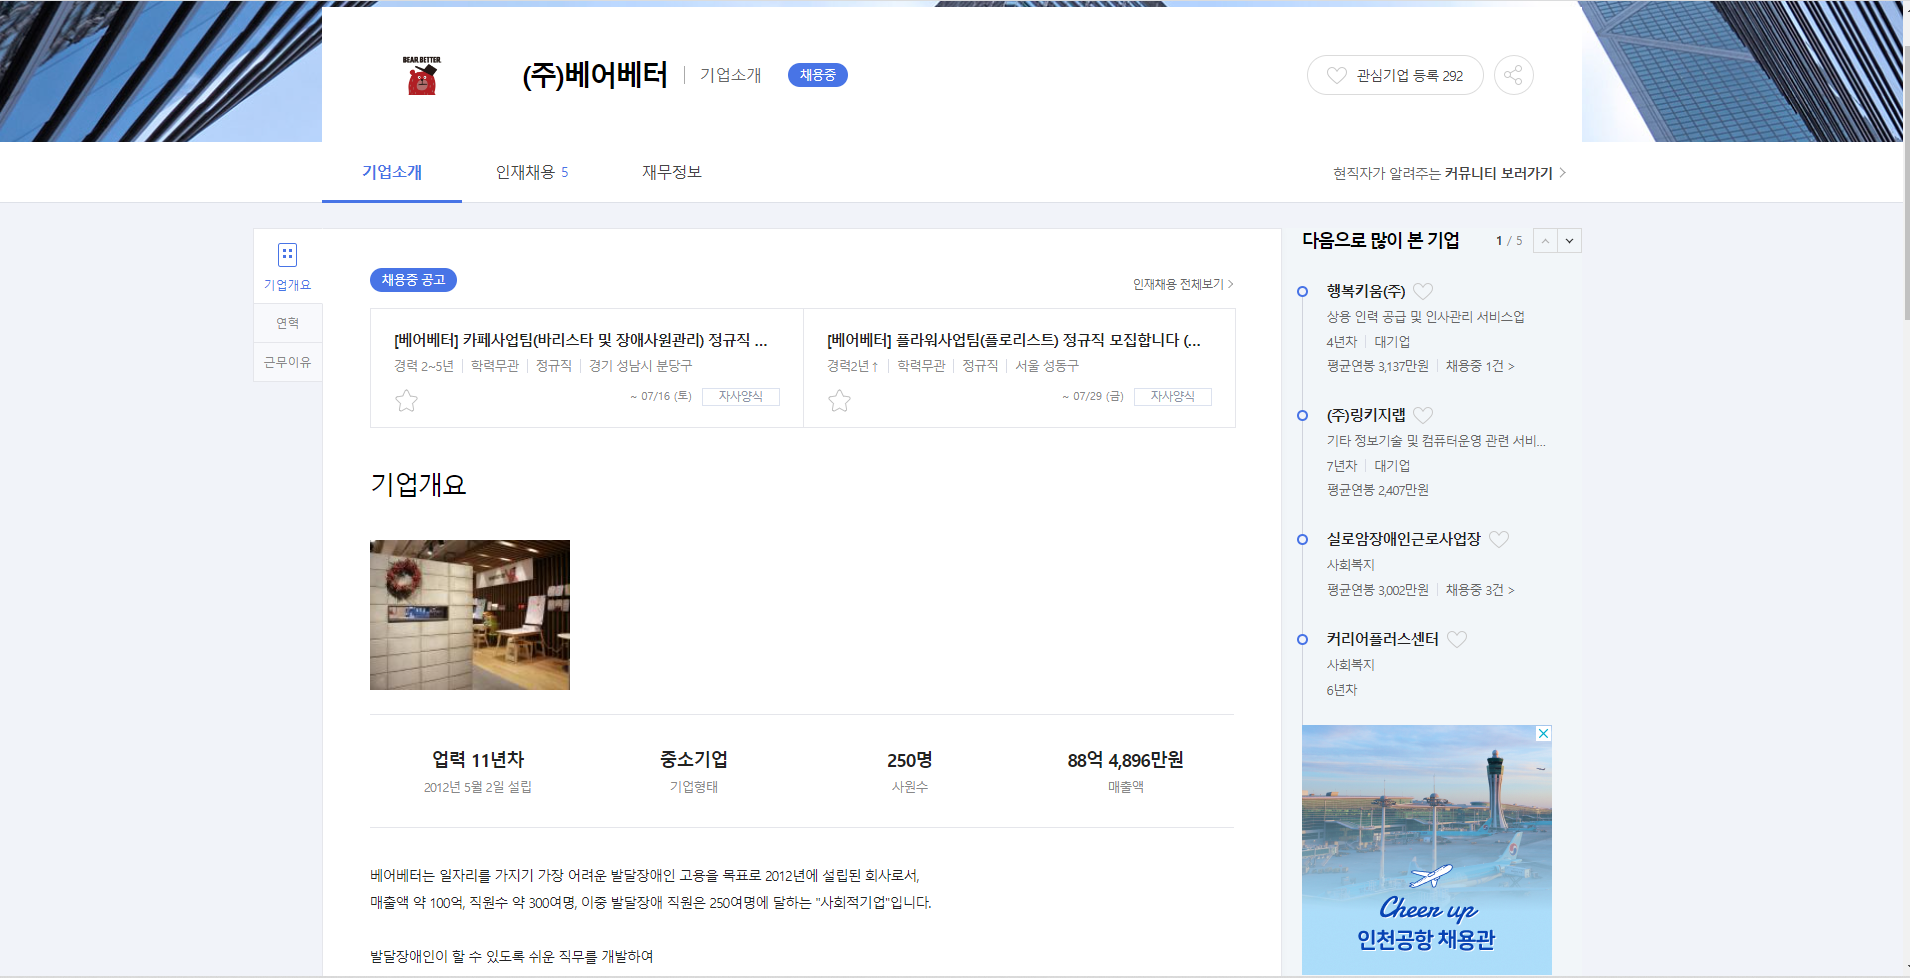 BEAR.BETTER.
(주)베어베터
기업소개
채용중
관심기업 등록 292
기업소개
인재채용 5
재무정보
현직자가 알려주는 커뮤니티 보러가기 >
기업개요
연혁
근무이유
채용중 공고
인재채용 전체보기 >
[베어베터] 카페사업팀(바리스타 및 장애사원관리) 정규직 ...
경력 2~5년 | 학력무관 | 정규직 | 경기 성남시 분당구
~ 07/16 (토) 자사양식
[베어베터] 플라워사업팀(플로리스트) 정규직 모집합니다 (...
경력2년↑ | 학력무관 | 정규직 | 서울 성동구
~ 07/29 (금) 자사양식
기업개요
업력 11년차
2012년 5월 2일 설립
중소기업
기업형태
250명
사원수
88억 4,896만원
매출액
베어베터는 일자리를 가지기 가장 어려운 발달장애인 고용을 목표로 2012년에 설립된 회사로서,
매출액 약 100억, 직원수 약 300여명, 이중 발달장애 직원은 250여명에 달하는 "사회적기업"입니다.
발달장애인이 할 수 있도록 쉬운 직무를 개발하여
다음으로 많이 본 기업
1 / 5
행복키움(주)
상용 인력 공급 및 인사관리 서비스업
4년차 | 대기업
평균연봉 3,137만원 | 채용중 1건 >
(주)링키지랩
기타 정보기술 및 컴퓨터운영 관련 서비...
7년차 | 대기업
평균연봉 2,407만원
실로암장애인근로사업장
사회복지
평균연봉 3,002만원 | 채용중 3건 >
커리어플러스센터
사회복지
6년차
Cheer up
인천공항 채용관